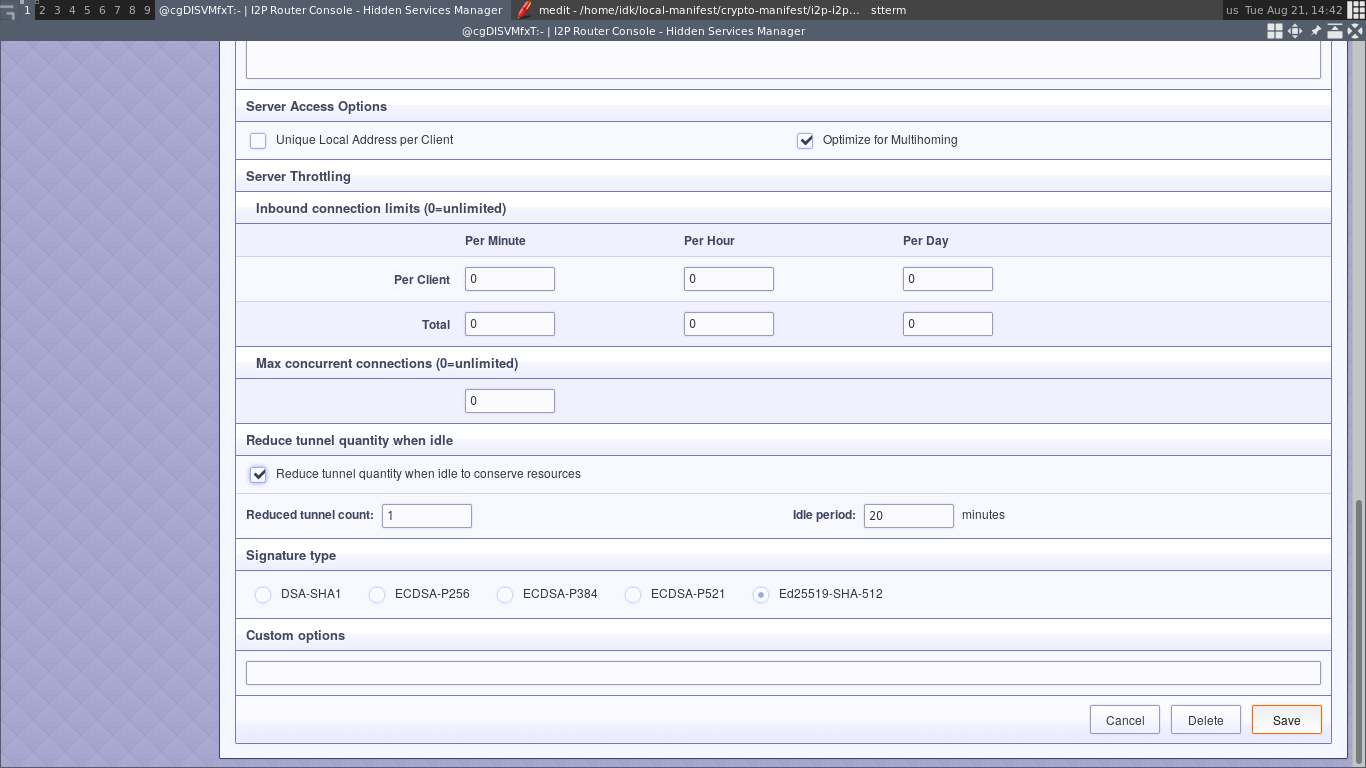 1 2 3 4 5 6 7 8 9 @cgDISVMfxT:- | I2P Router Console - Hidden Services Manager medit - /home/idk/local-manifest/crypto-manifest/i2p-i2p... stterm us Tue Aug 21, 14:42
@cgDISVMfxT:- | I2P Router Console - Hidden Services Manager
Server Access Options
Unique Local Address per Client Optimize for Multihoming
Server Throttling
Inbound connection limits (0=unlimited)
Per Minute Per Hour Per Day
Per Client 0 0 0
Total 0 0 0
Max concurrent connections (0=unlimited)
0
Reduce tunnel quantity when idle
Reduce tunnel quantity when idle to conserve resources
Reduced tunnel count: 1 Idle period: 20 minutes
Signature type
DSA-SHA1 ECDSA-P256 ECDSA-P384 ECDSA-P521 Ed25519-SHA-512
Custom options
Cancel Delete Save